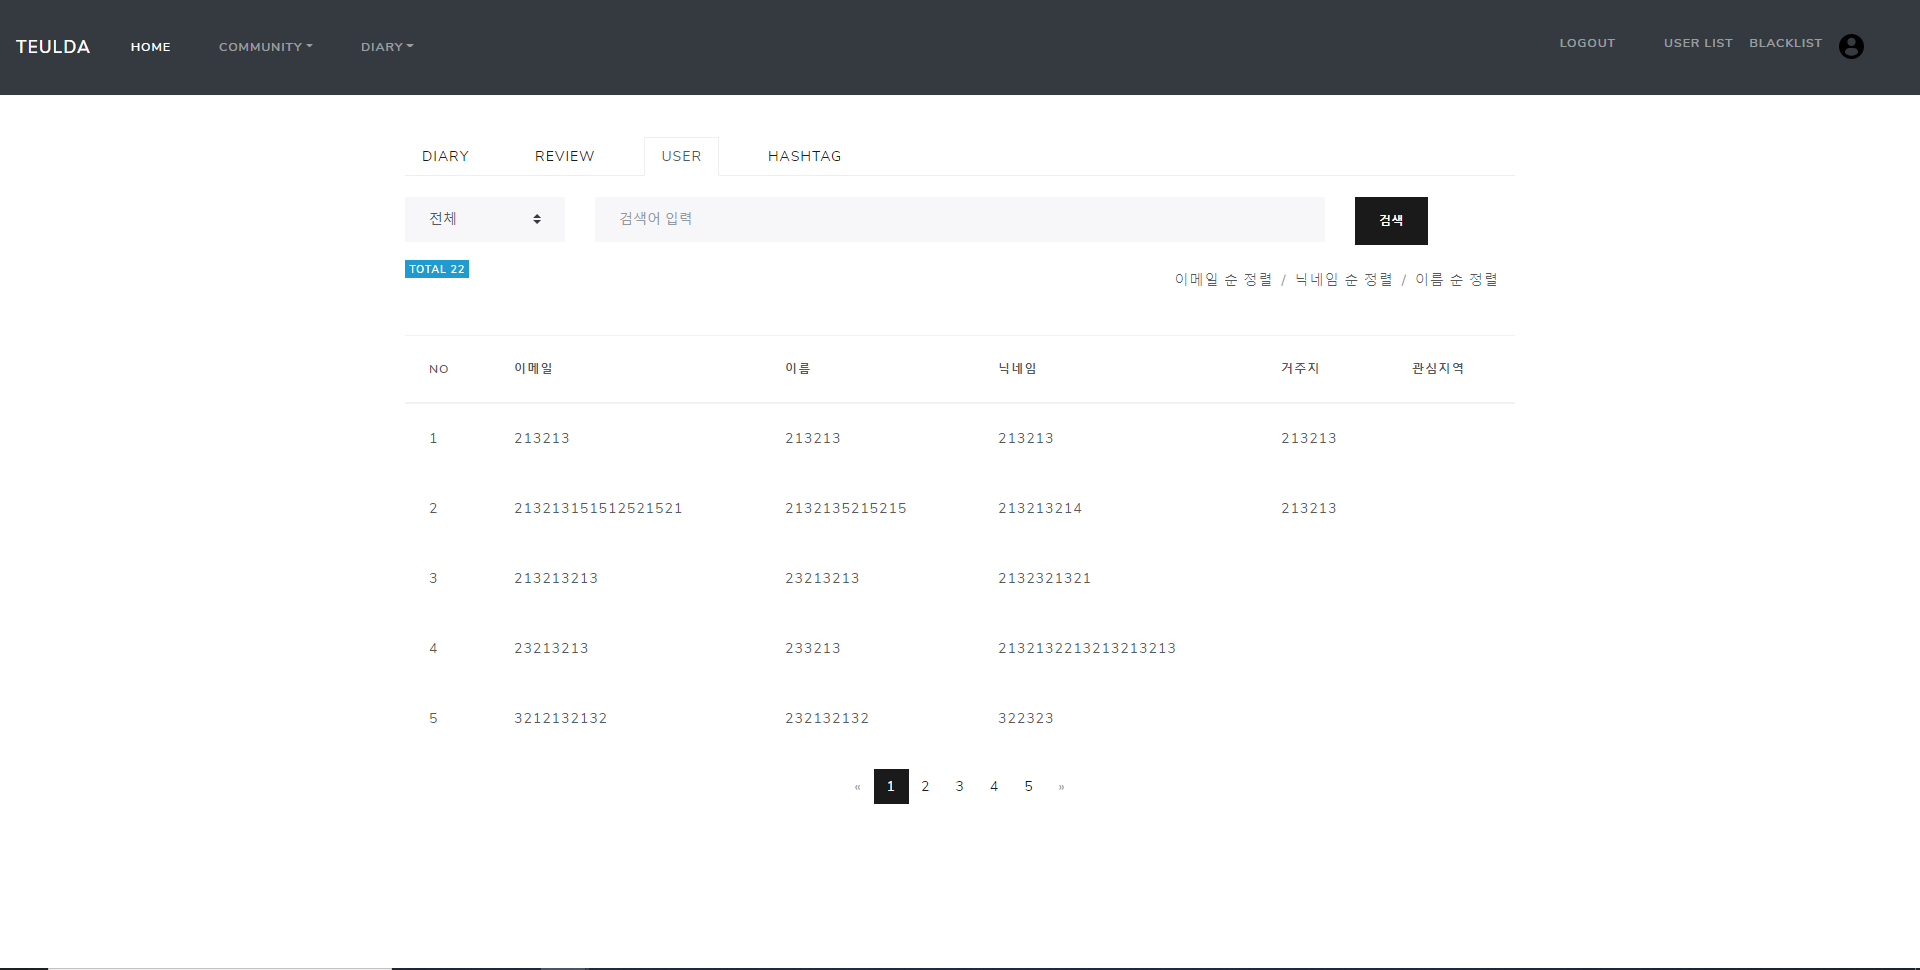 TEULDA HOME COMMUNITY DIARY LOGOUT USER LIST BLACKLIST
DIARY REVIEW USER HASHTAG
전체 검색어 입력 검색
TOTAL 22
이메일 순 정렬 / 닉네임 순 정렬 / 이름 순 정렬
NO 이메일 이름 닉네임 거주지 관심지역
1 213213 213213 213213 213213
2 213213151512521521 2132135215215 213213214 213213
3 213213213 23213213 2132321321
4 23213213 233213 2132132213213213213
5 3212132132 232132132 322323
« 1 2 3 4 5 »